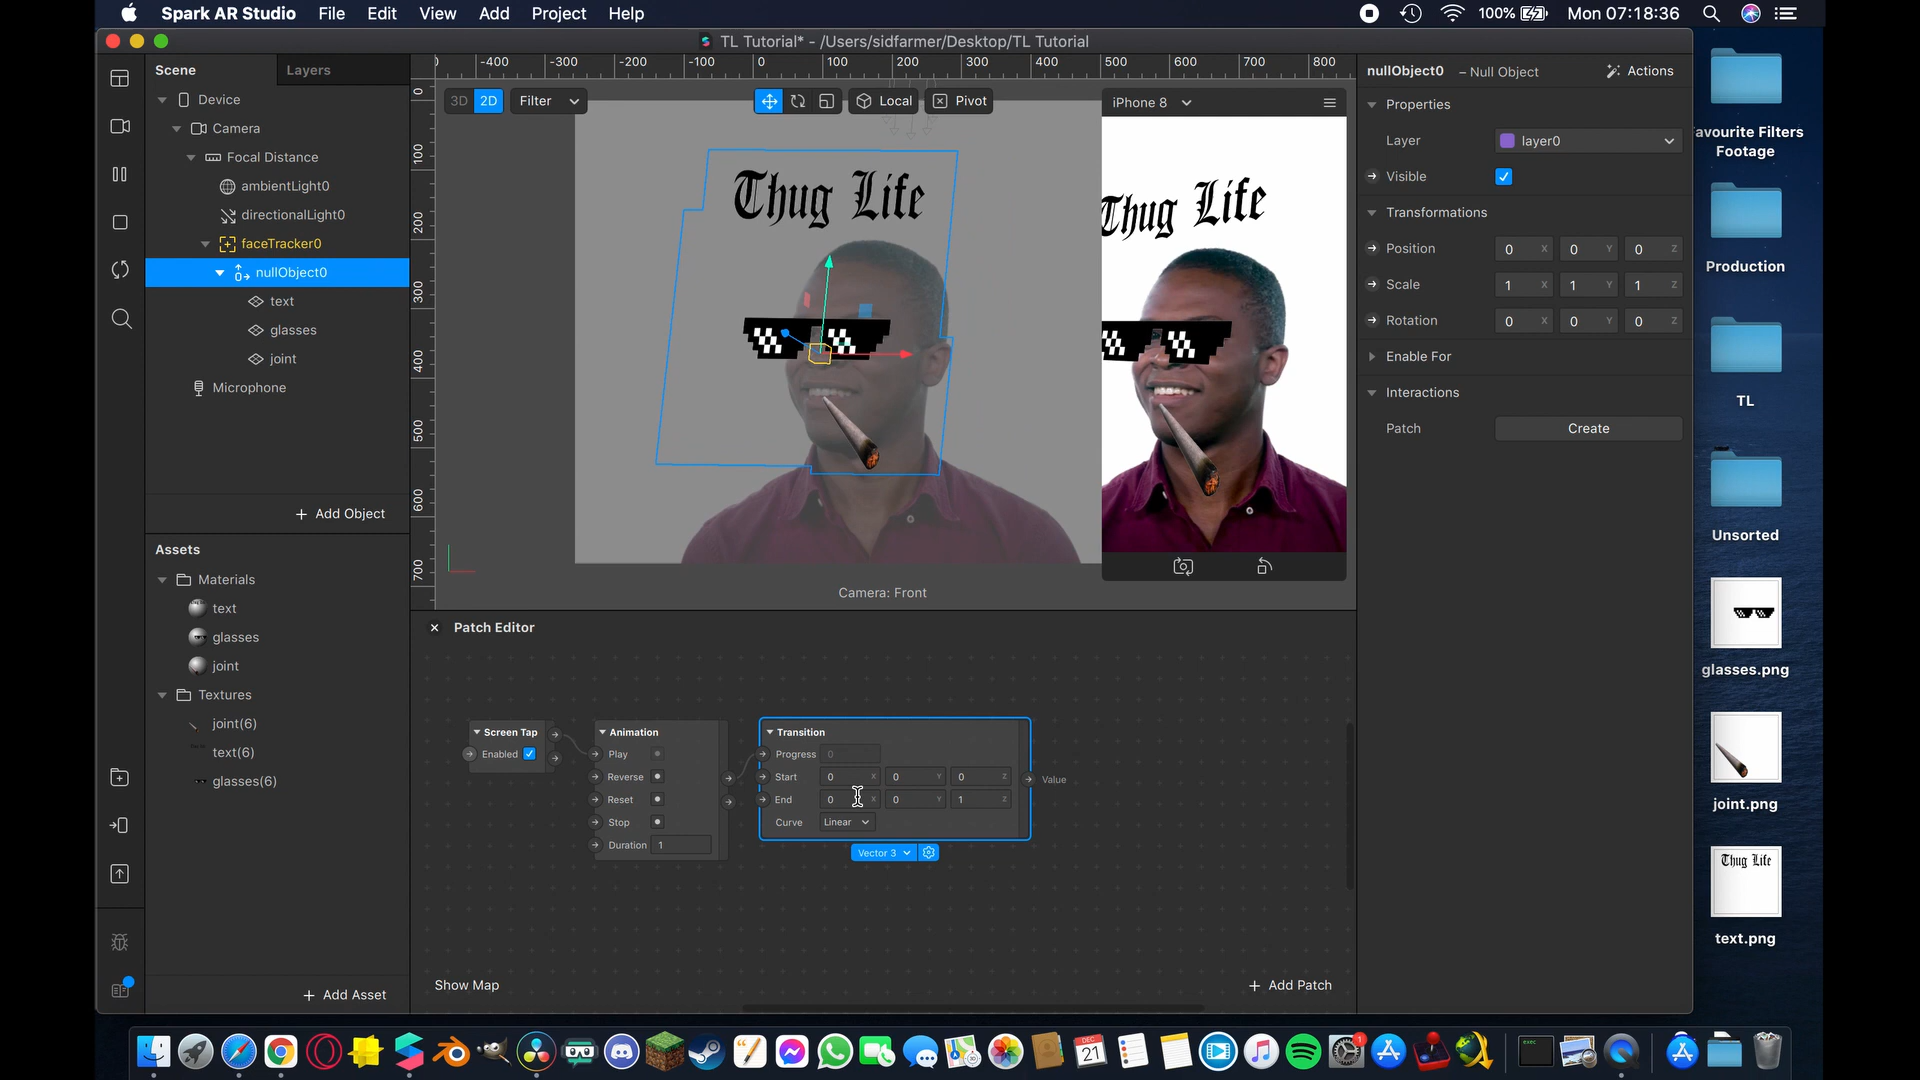 Spark AR Studio File Edit View Add Project Help
100% Mon 07:18:36
TL Tutorial* - /Users/sidfarmer/Desktop/TL Tutorial
Scene Layers
Device
Camera
Focal Distance
ambientLight0
directionalLight0
faceTracker0
nullObject0
text
glasses
joint
Microphone
+ Add Object
Assets
Materials
text
glasses
joint
Textures
joint(6)
text(6)
glasses(6)
+ Add Asset
-400 -300 -200 -100 0 100 200 300 400 500 600 700 800
0 100 200 300 400 500 600 700
3D 2D Filter Local Pivot
Thug Life
Camera: Front
iPhone 8
Thug Life
Patch Editor
Screen Tap
Enabled
Animation
Play
Reverse
Reset
Stop
Duration 1
Transition
Progress 0
Start 0 X 0 Y 0 Z
End 0 X 0 Y 1 Z
Curve Linear
Value
Vector 3
Show Map
+ Add Patch
nullObject0 – Null Object Actions
Properties
Layer layer0
Visible
Transformations
Position 0 X 0 Y 0 Z
Scale 1 X 1 Y 1 Z
Rotation 0 X 0 Y 0 Z
Enable For
Interactions
Patch Create
avourite Filters
Footage
Production
TL
Unsorted
glasses.png
joint.png
Thug Life
text.png
DEC
21
1
exec